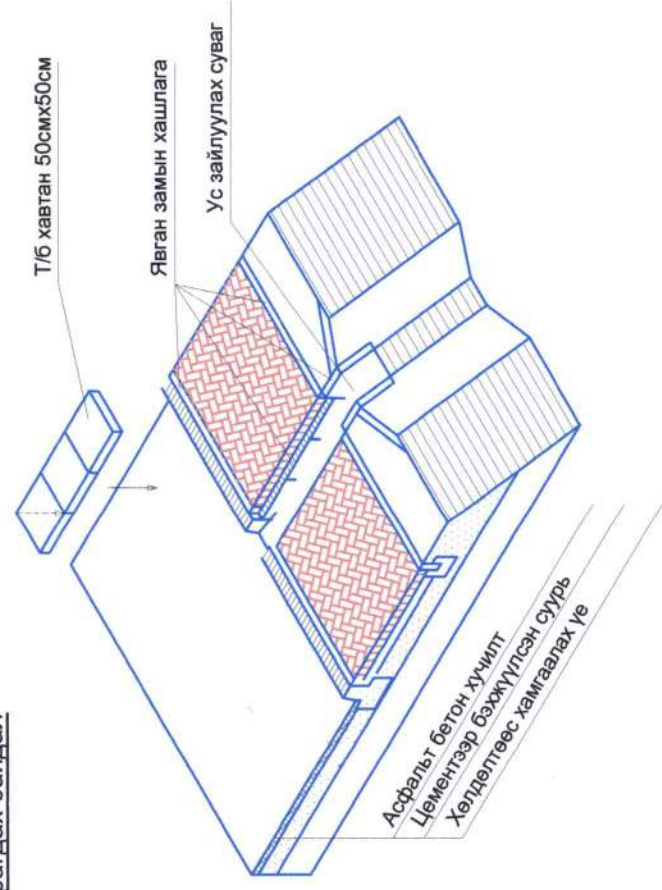 Т/б хавтан 50смх50см
Явган замын хашлага
Ус зайлуулах суваг
Асфальт бетон хучилт
Цементээр бэхжүүлсэн суурь
Хөлдөлтөөс хамгаалах үе